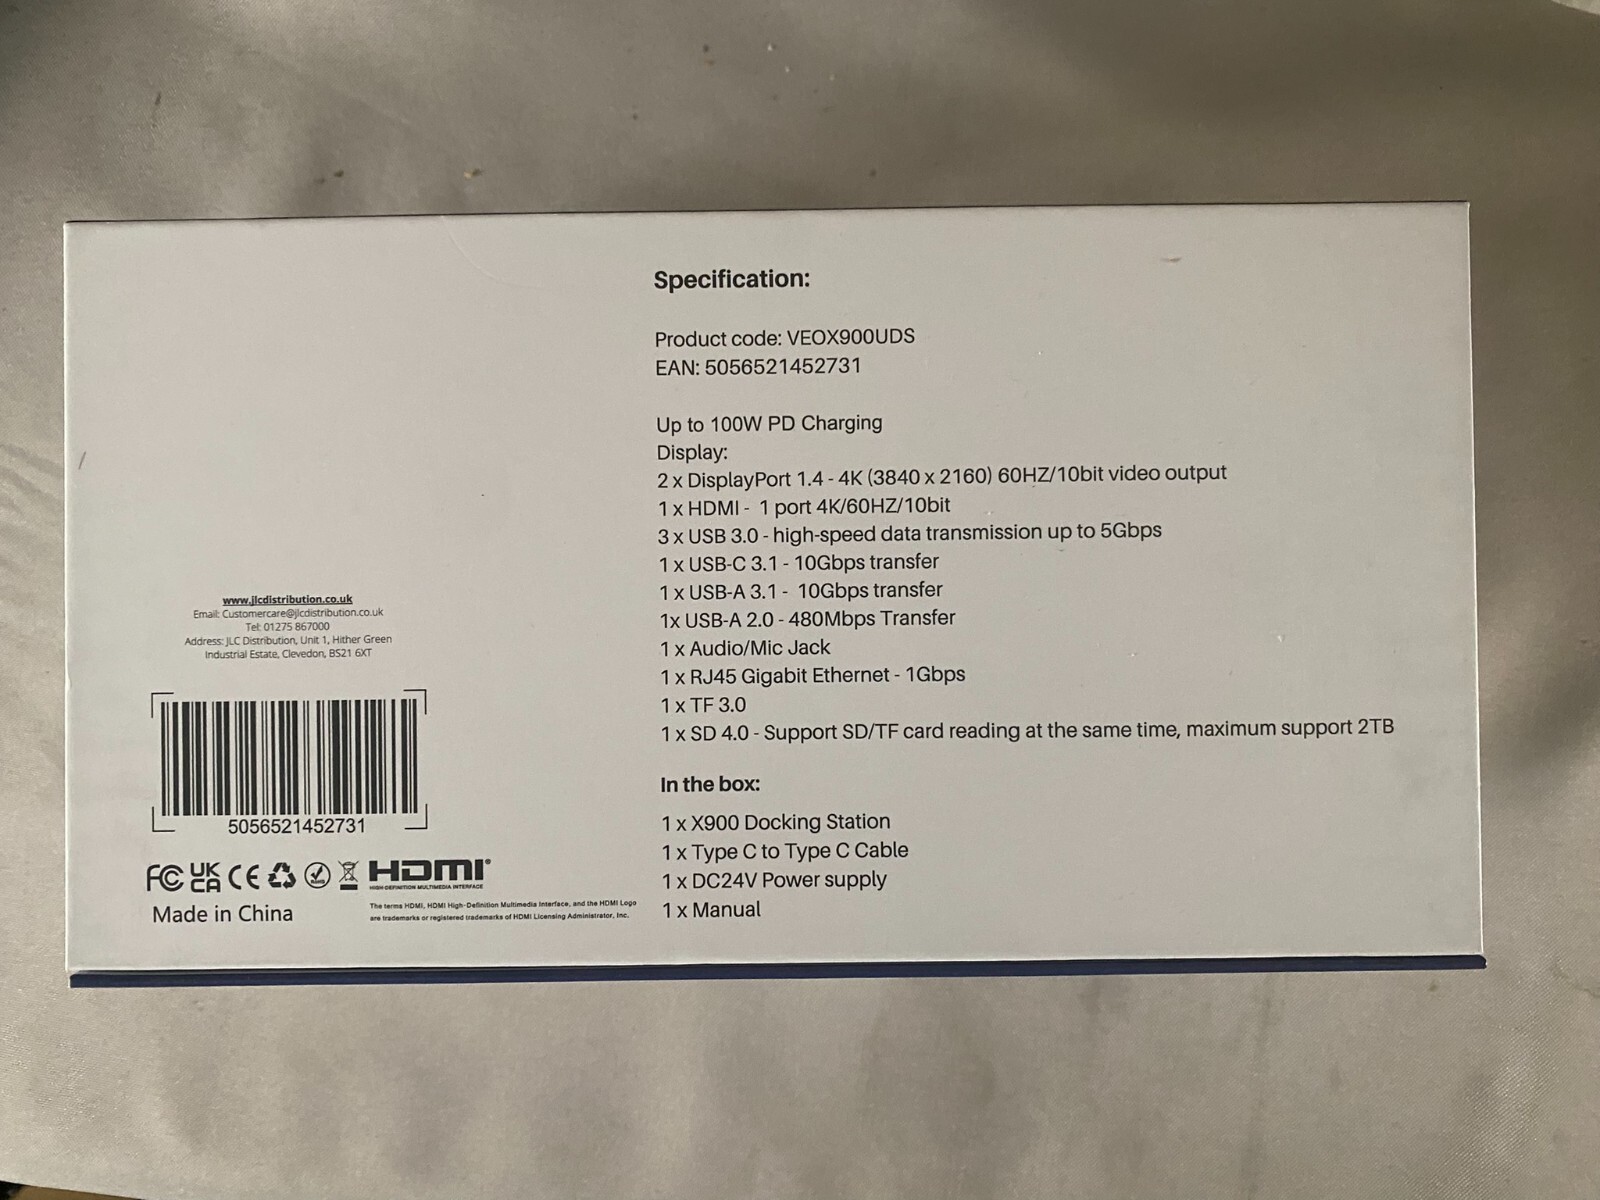 Specification:
Product code: VEOX900UDS
EAN: 5056521452731
Up to 100W PD Charging
Display:
2 x DisplayPort 1.4 - 4K (3840 x 2160) 60HZ/10bit video output
1 x HDMI - 1 port 4K/60HZ/10bit
3 x USB 3.0 - high-speed data transmission up to 5Gbps
1 x USB-C 3.1 - 10Gbps transfer
1 x USB-A 3.1 - 10Gbps transfer
1x USB-A 2.0 - 480Mbps Transfer
1 x Audio/Mic Jack
1 x RJ45 Gigabit Ethernet - 1Gbps
1 x TF 3.0
1 x SD 4.0 - Support SD/TF card reading at the same time, maximum support 2TB
In the box:
1 x X900 Docking Station
1 x Type C to Type C Cable
1 x DC24V Power supply
1 x Manual
www.jlcdistribution.co.uk
Email: Customercare@jlcdistribution.co.uk
Tel: 01275 867000
Address: JLC Distribution, Unit 1, Hither Green
Industrial Estate, Clevedon, BS21 6XT
5056521452731
FC UK CA CE RoHS HDMI®
HIGH-DEFINITION MULTIMEDIA INTERFACE
Made in China
The terms HDMI, HDMI High-Definition Multimedia Interface, and the HDMI Logo
are trademarks or registered trademarks of HDMI Licensing Administrator, Inc.